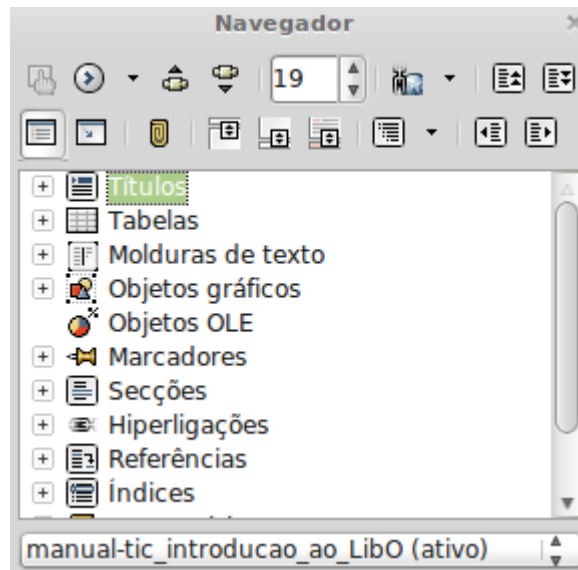 Navegador
19
Títulos
Tabelas
Molduras de texto
Objetos gráficos
Objetos OLE
Marcadores
Secções
Hiperligações
Referências
Índices
manual-tic_introducao_ao_LibO (ativo)